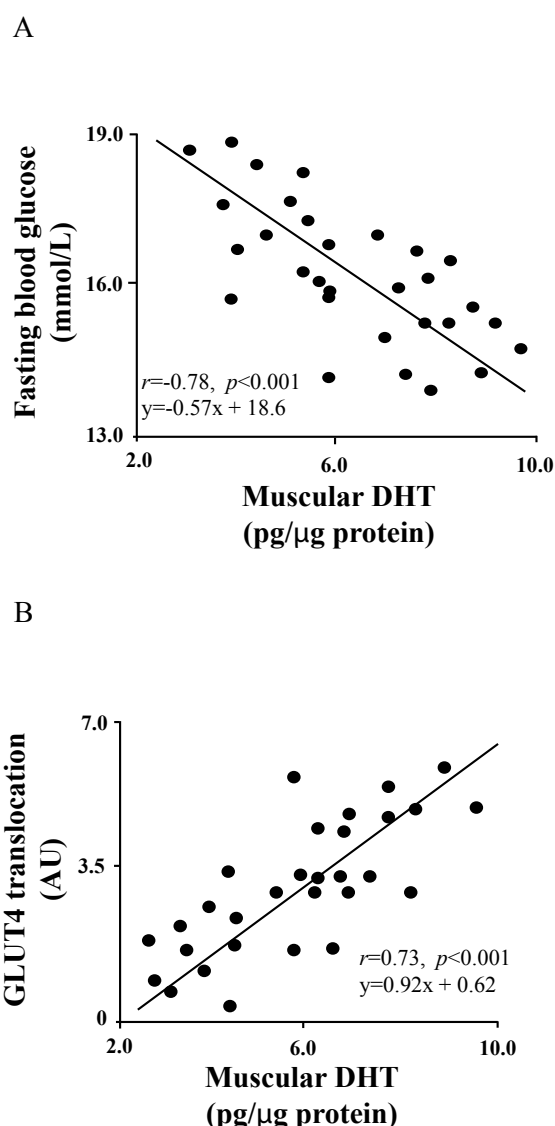 A
Fasting blood glucose
(mmol/L)
19.0
16.0
13.0
r=-0.78, p<0.001
y=-0.57x + 18.6
2.0 6.0 10.0
Muscular DHT
(pg/μg protein)
B
GLUT4 translocation
(AU)
7.0
3.5
0
r=0.73, p<0.001
y=0.92x + 0.62
2.0 6.0 10.0
Muscular DHT
(pg/μg protein)